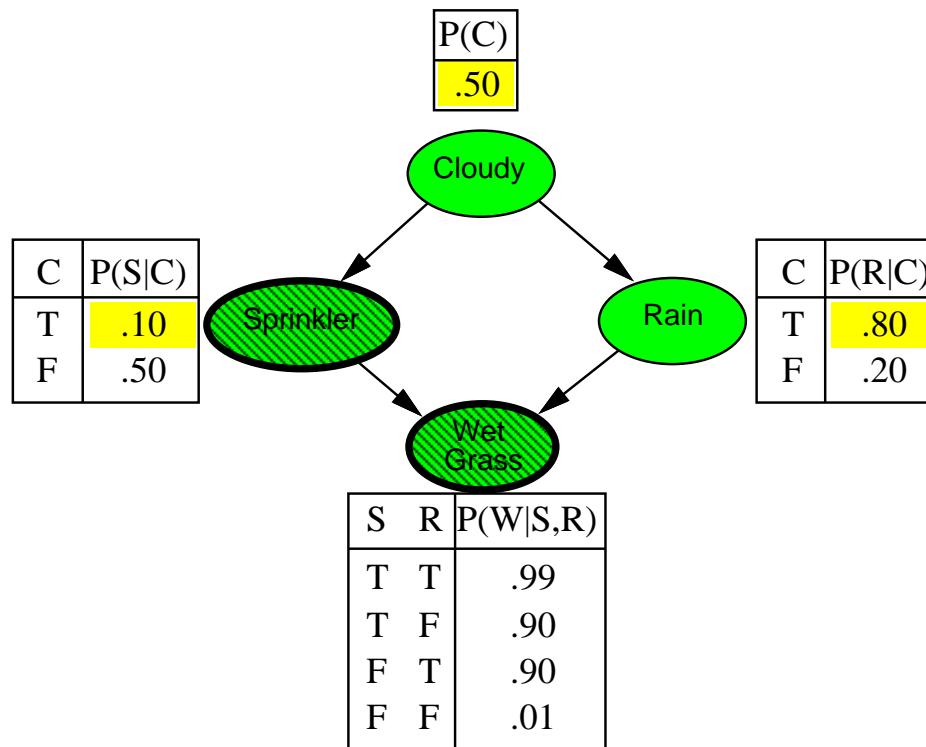 P(C)
.50
Cloudy
C P(S|C)
T .10
F .50
Sprinkler
Rain
C P(R|C)
T .80
F .20
Wet
Grass
S R P(W|S,R)
T T .99
T F .90
F T .90
F F .01